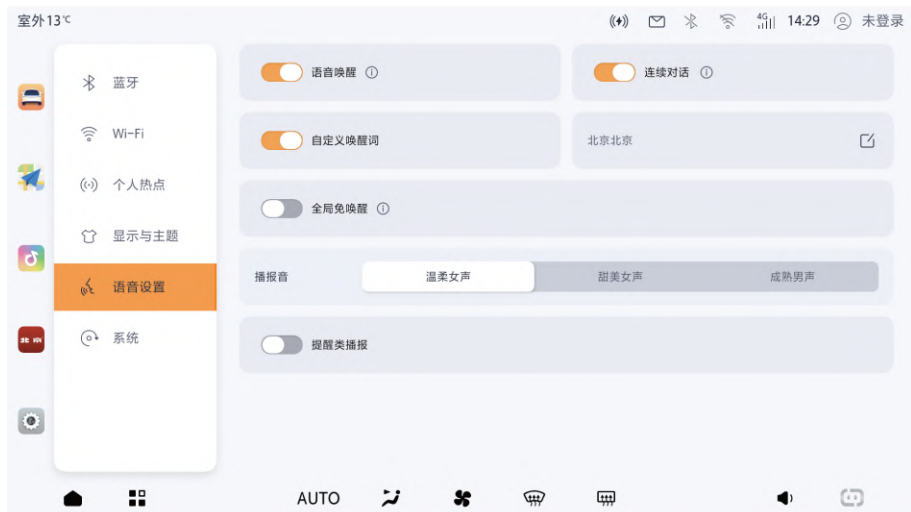 室外13℃
4G 14:29 未登录
蓝牙
Wi-Fi
个人热点
显示与主题
语音设置
系统
语音唤醒
连续对话
自定义唤醒词
北京北京
全局免唤醒
播报音
温柔女声
甜美女声
成熟男声
提醒类播报
北京
AUTO